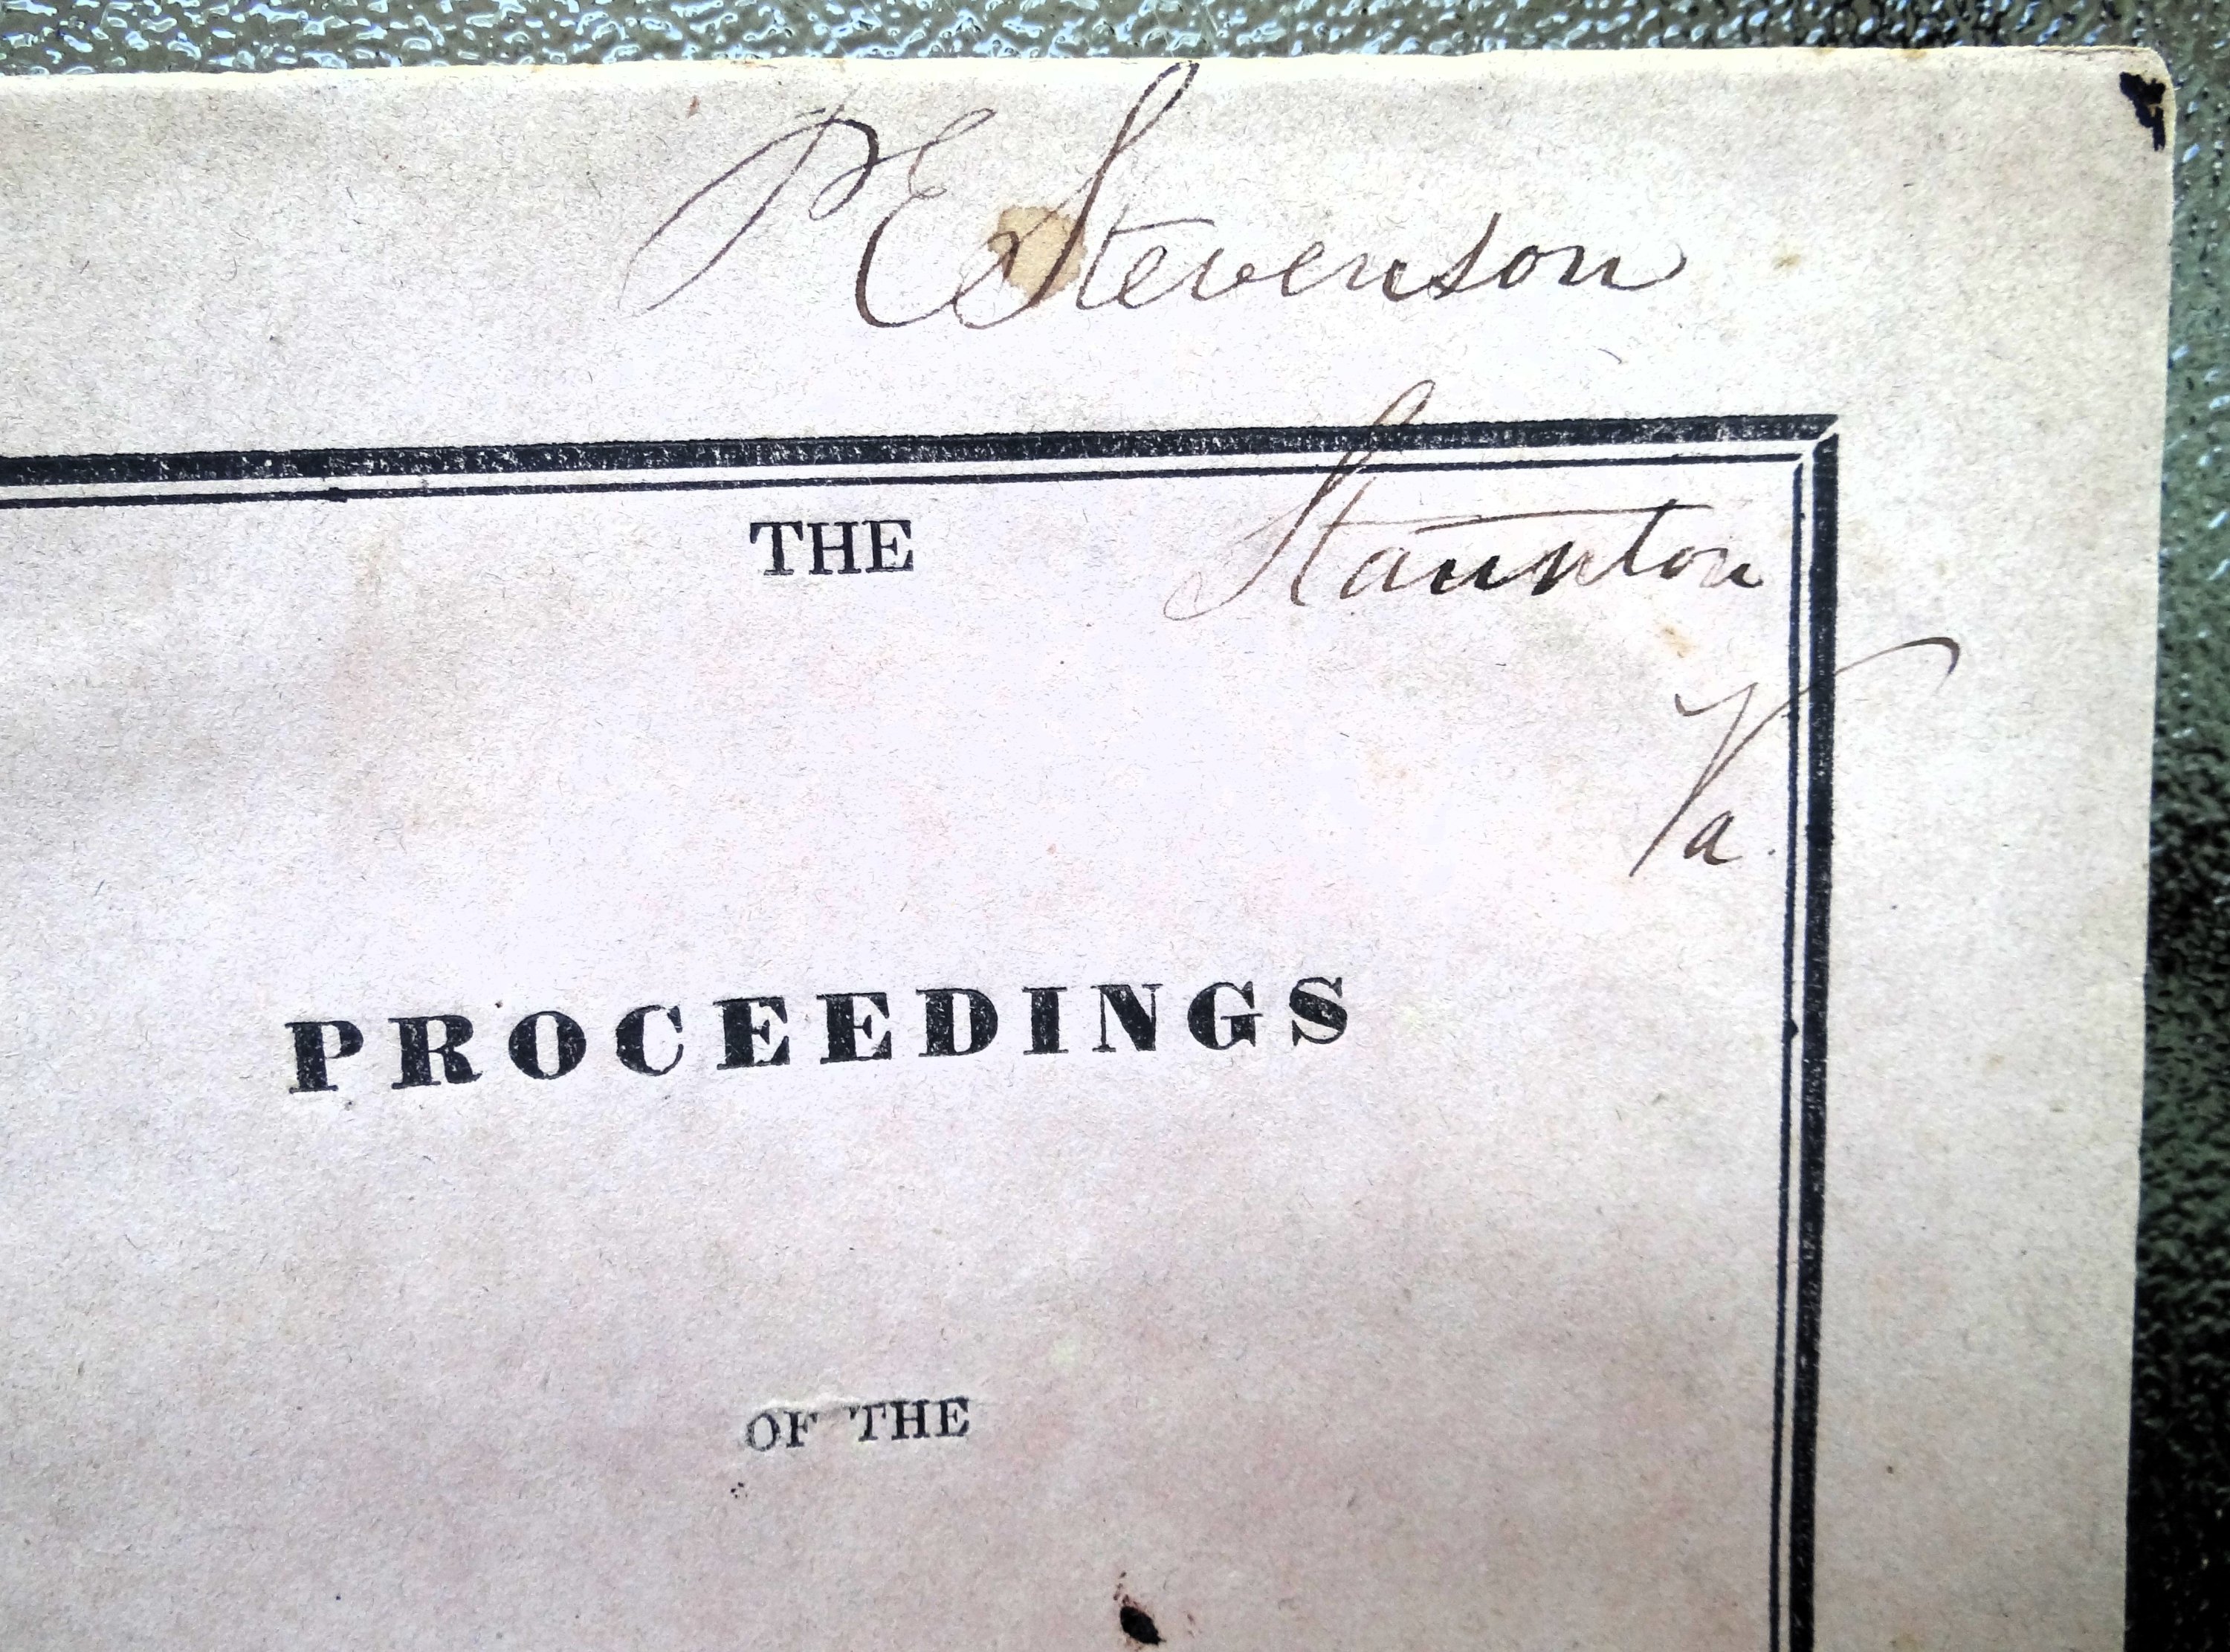 P E Stevenson
THE
Staunton
Va.
PROCEEDINGS
OF THE